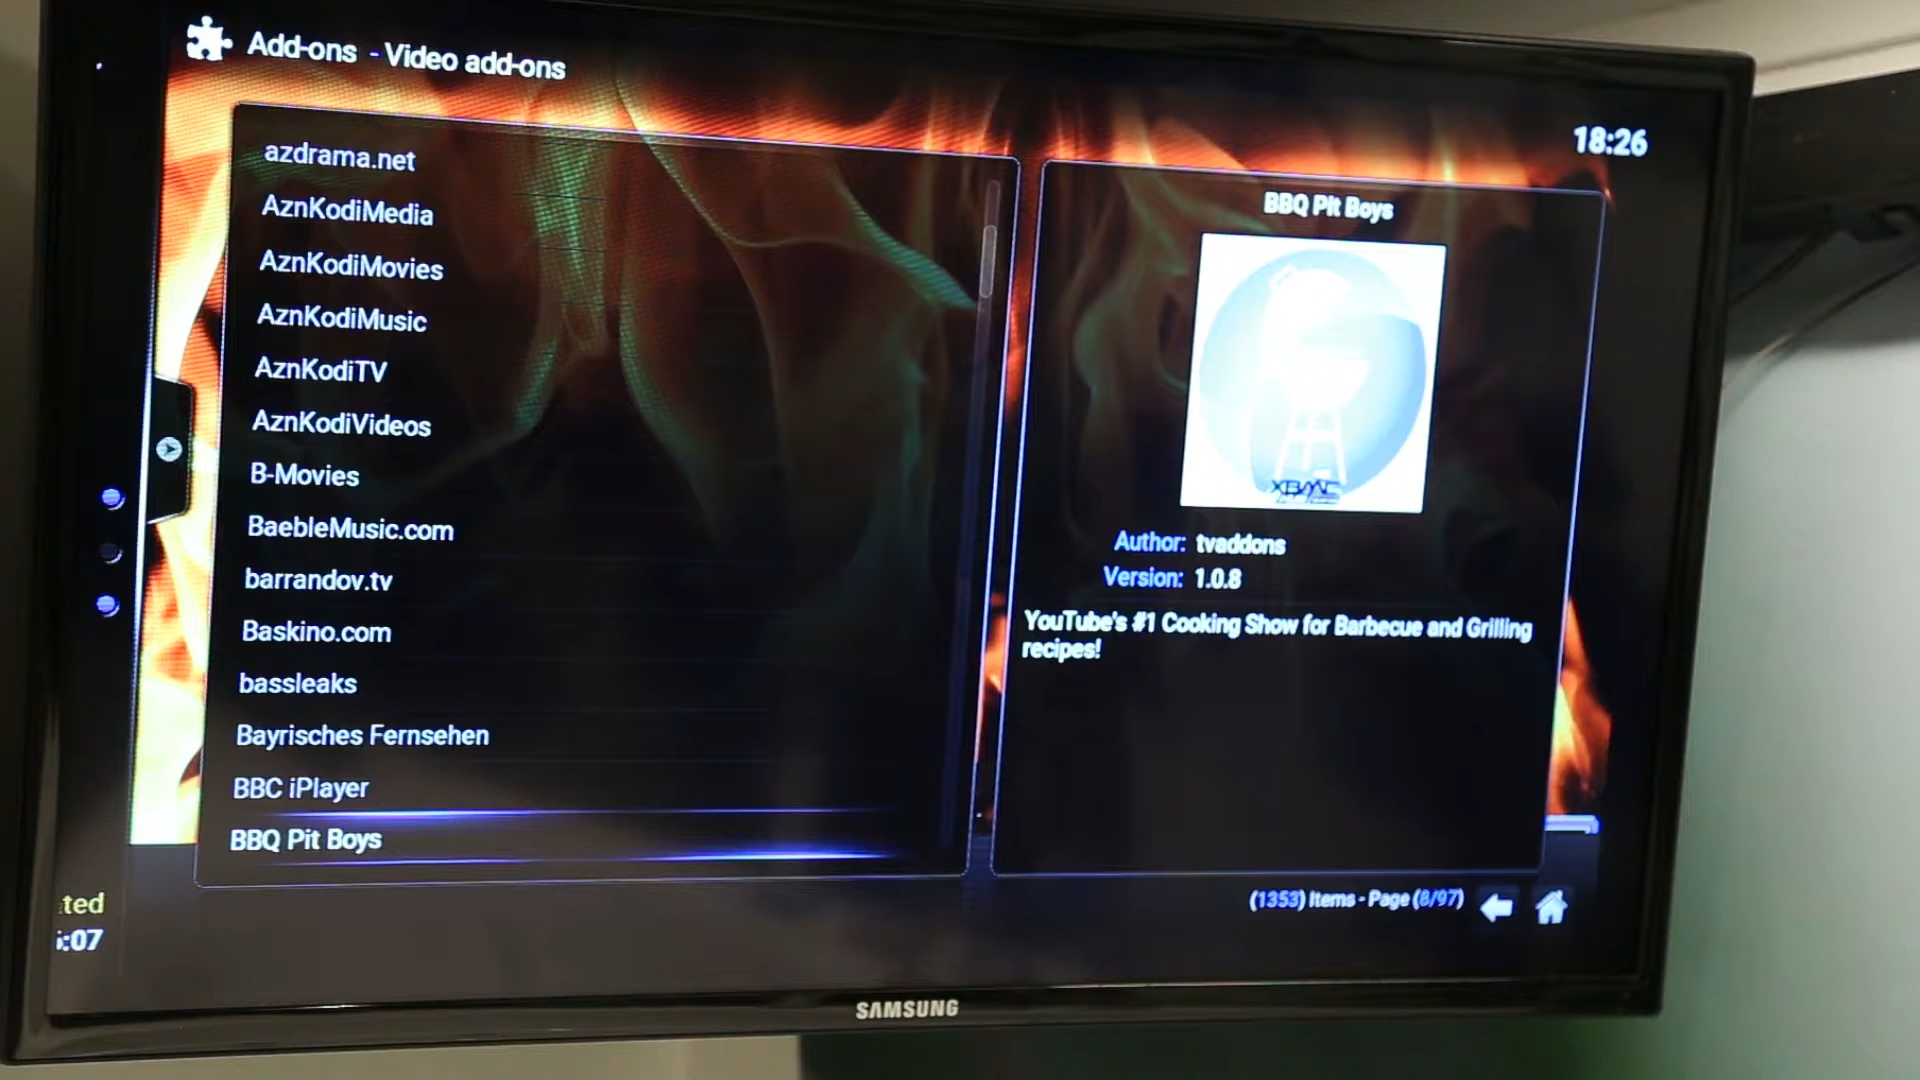 Add-ons - Video add-ons
18:26
azdrama.net
AznKodiMedia
AznKodiMovies
AznKodiMusic
AznKodiTV
AznKodiVideos
B-Movies
BaebleMusic.com
barrandov.tv
Baskino.com
bassleaks
Bayrisches Fernsehen
BBC iPlayer
BBQ Pit Boys
BBQ Pit Boys
XBMC
Author: tvaddons
Version: 1.0.8
YouTube's #1 Cooking Show for Barbecue and Grilling
recipes!
ted
:07
(1353) Items - Page (8/97)
SAMSUNG